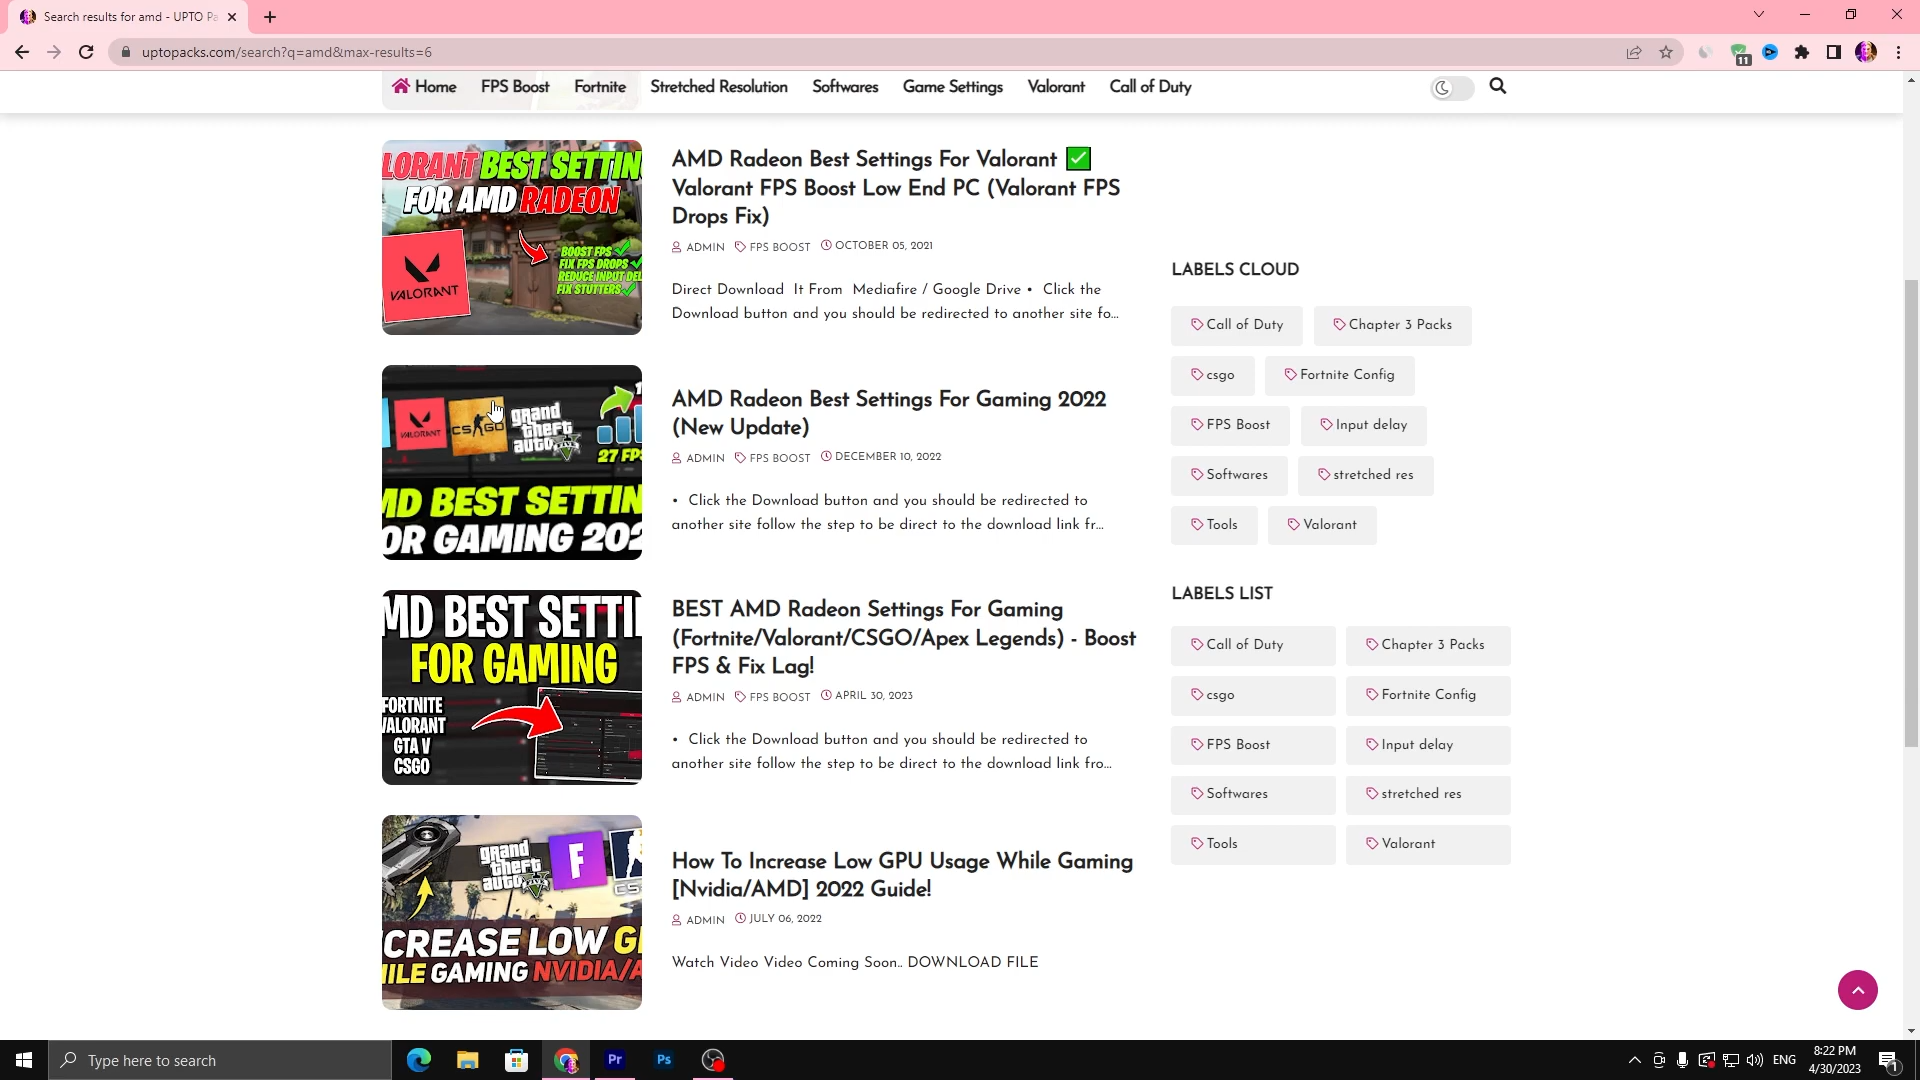 Search results for amd - UPTO Pa
uptopacks.com/search?q=amd&max-results=6
11
Home FPS Boost Fortnite Stretched Resolution Softwares Game Settings Valorant Call of Duty
LORANT BEST SETTIN
FOR AMD RADEON
BOOST FPS
FIX FPS DROPS
REDUCE INPUT DEL
FIX STUTTERS
VALORANT
AMD Radeon Best Settings For Valorant ✅
Valorant FPS Boost Low End PC (Valorant FPS
Drops Fix)
ADMIN FPS BOOST OCTOBER 05, 2021
Direct Download It From Mediafire / Google Drive • Click the
Download button and you should be redirected to another site fo...
VALORANT
CS:GO
grand
theft
auto
FIVE
27 FP
MD BEST SETTIN
OR GAMING 202
AMD Radeon Best Settings For Gaming 2022
(New Update)
ADMIN FPS BOOST DECEMBER 10, 2022
• Click the Download button and you should be redirected to
another site follow the step to be direct to the download link fr...
MD BEST SETTI
FOR GAMING
FORTNITE
VALORANT
GTA V
CSGO
BEST AMD Radeon Settings For Gaming
(Fortnite/Valorant/CSGO/Apex Legends) - Boost
FPS & Fix Lag!
ADMIN FPS BOOST APRIL 30, 2023
• Click the Download button and you should be redirected to
another site follow the step to be direct to the download link fro...
grand
theft
auto
FIVE
F
CS
CREASE LOW G
ILE GAMING NVIDIA/A
How To Increase Low GPU Usage While Gaming
[Nvidia/AMD] 2022 Guide!
ADMIN JULY 06, 2022
Watch Video Video Coming Soon.. DOWNLOAD FILE
LABELS CLOUD
Call of Duty Chapter 3 Packs
csgo Fortnite Config
FPS Boost Input delay
Softwares stretched res
Tools Valorant
LABELS LIST
Call of Duty Chapter 3 Packs
csgo Fortnite Config
FPS Boost Input delay
Softwares stretched res
Tools Valorant
Type here to search
Pr
Ps
ENG
8:22 PM
4/30/2023
1